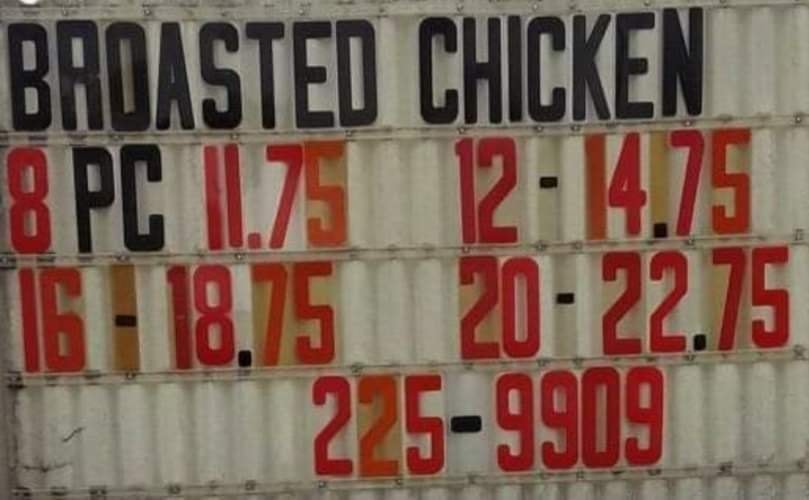 BROASTED CHICKEN
8 PC 11.75 12 - 14.75
16 - 18.75 20 - 22.75
225-9909